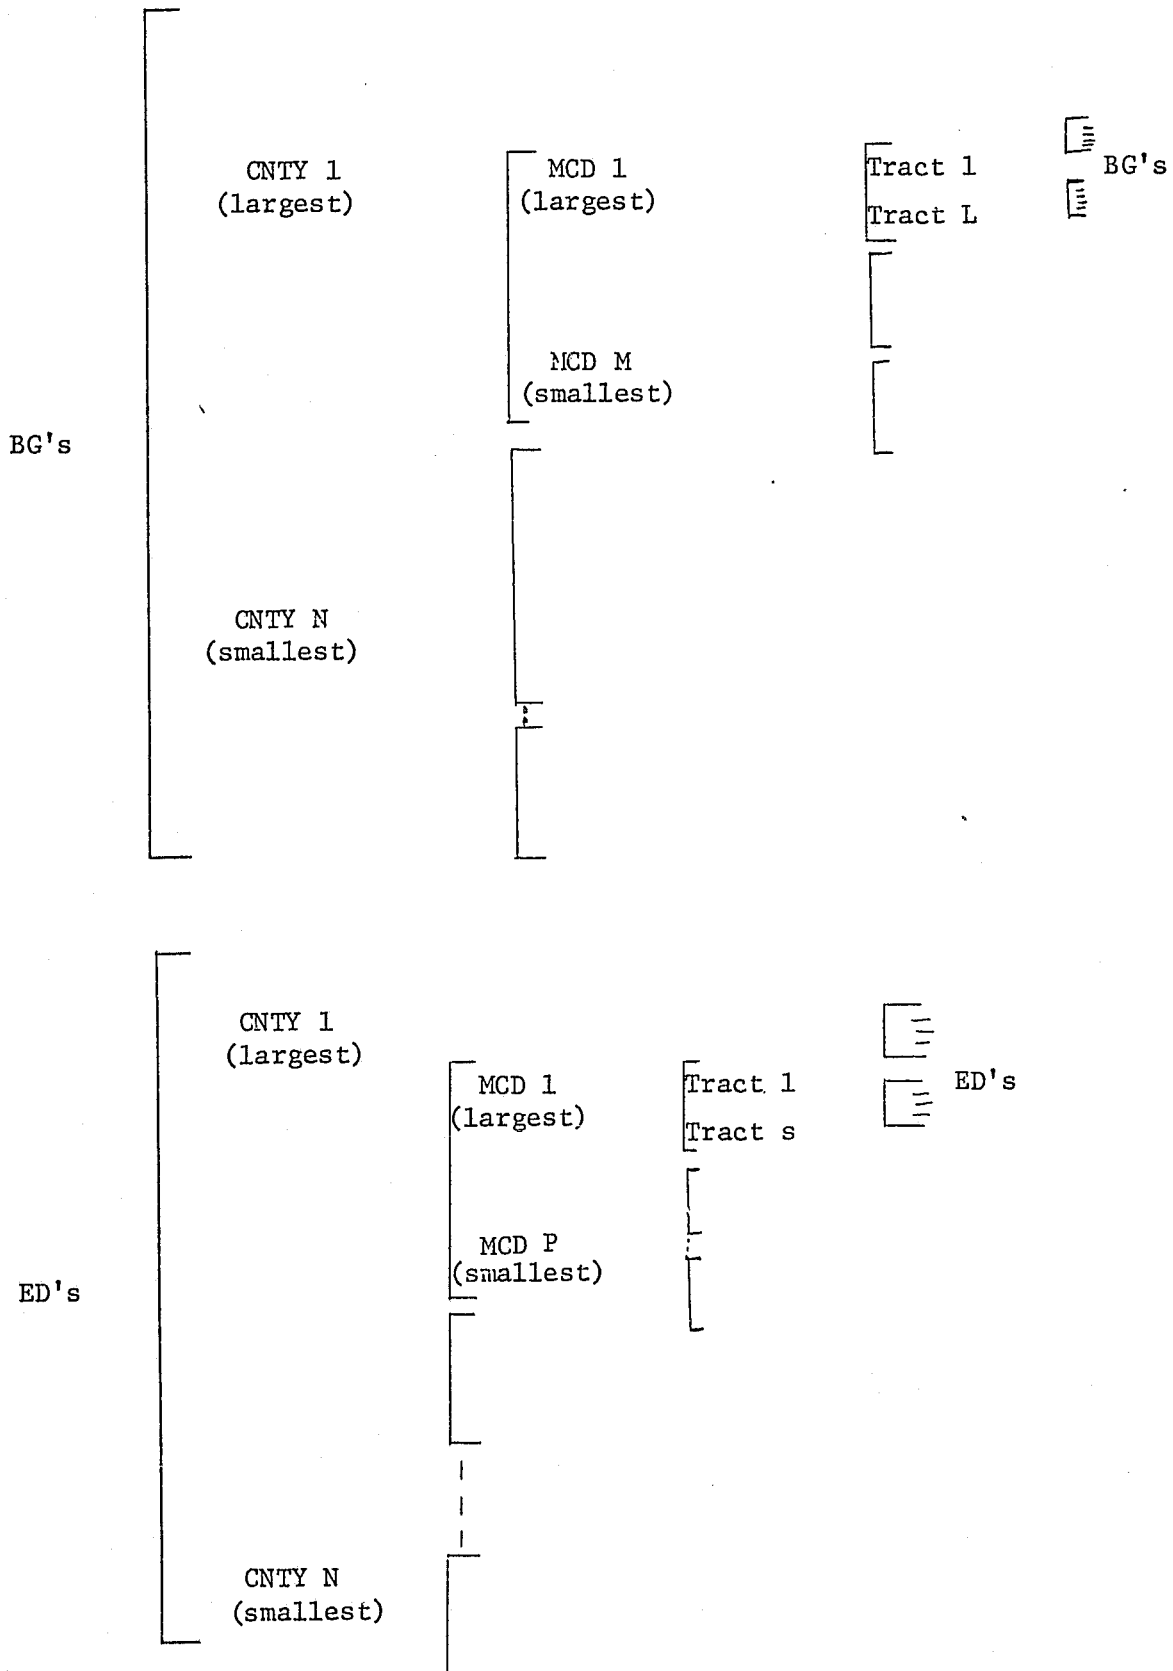 CNTY 1
(largest)
MCD 1
(largest)
Tract 1
Tract L
BG's
MCD M
(smallest)
BG's
CNTY N
(smallest)
CNTY 1
(largest)
MCD 1
(largest)
Tract 1
Tract s
ED's
MCD P
(smallest)
ED's
CNTY N
(smallest)